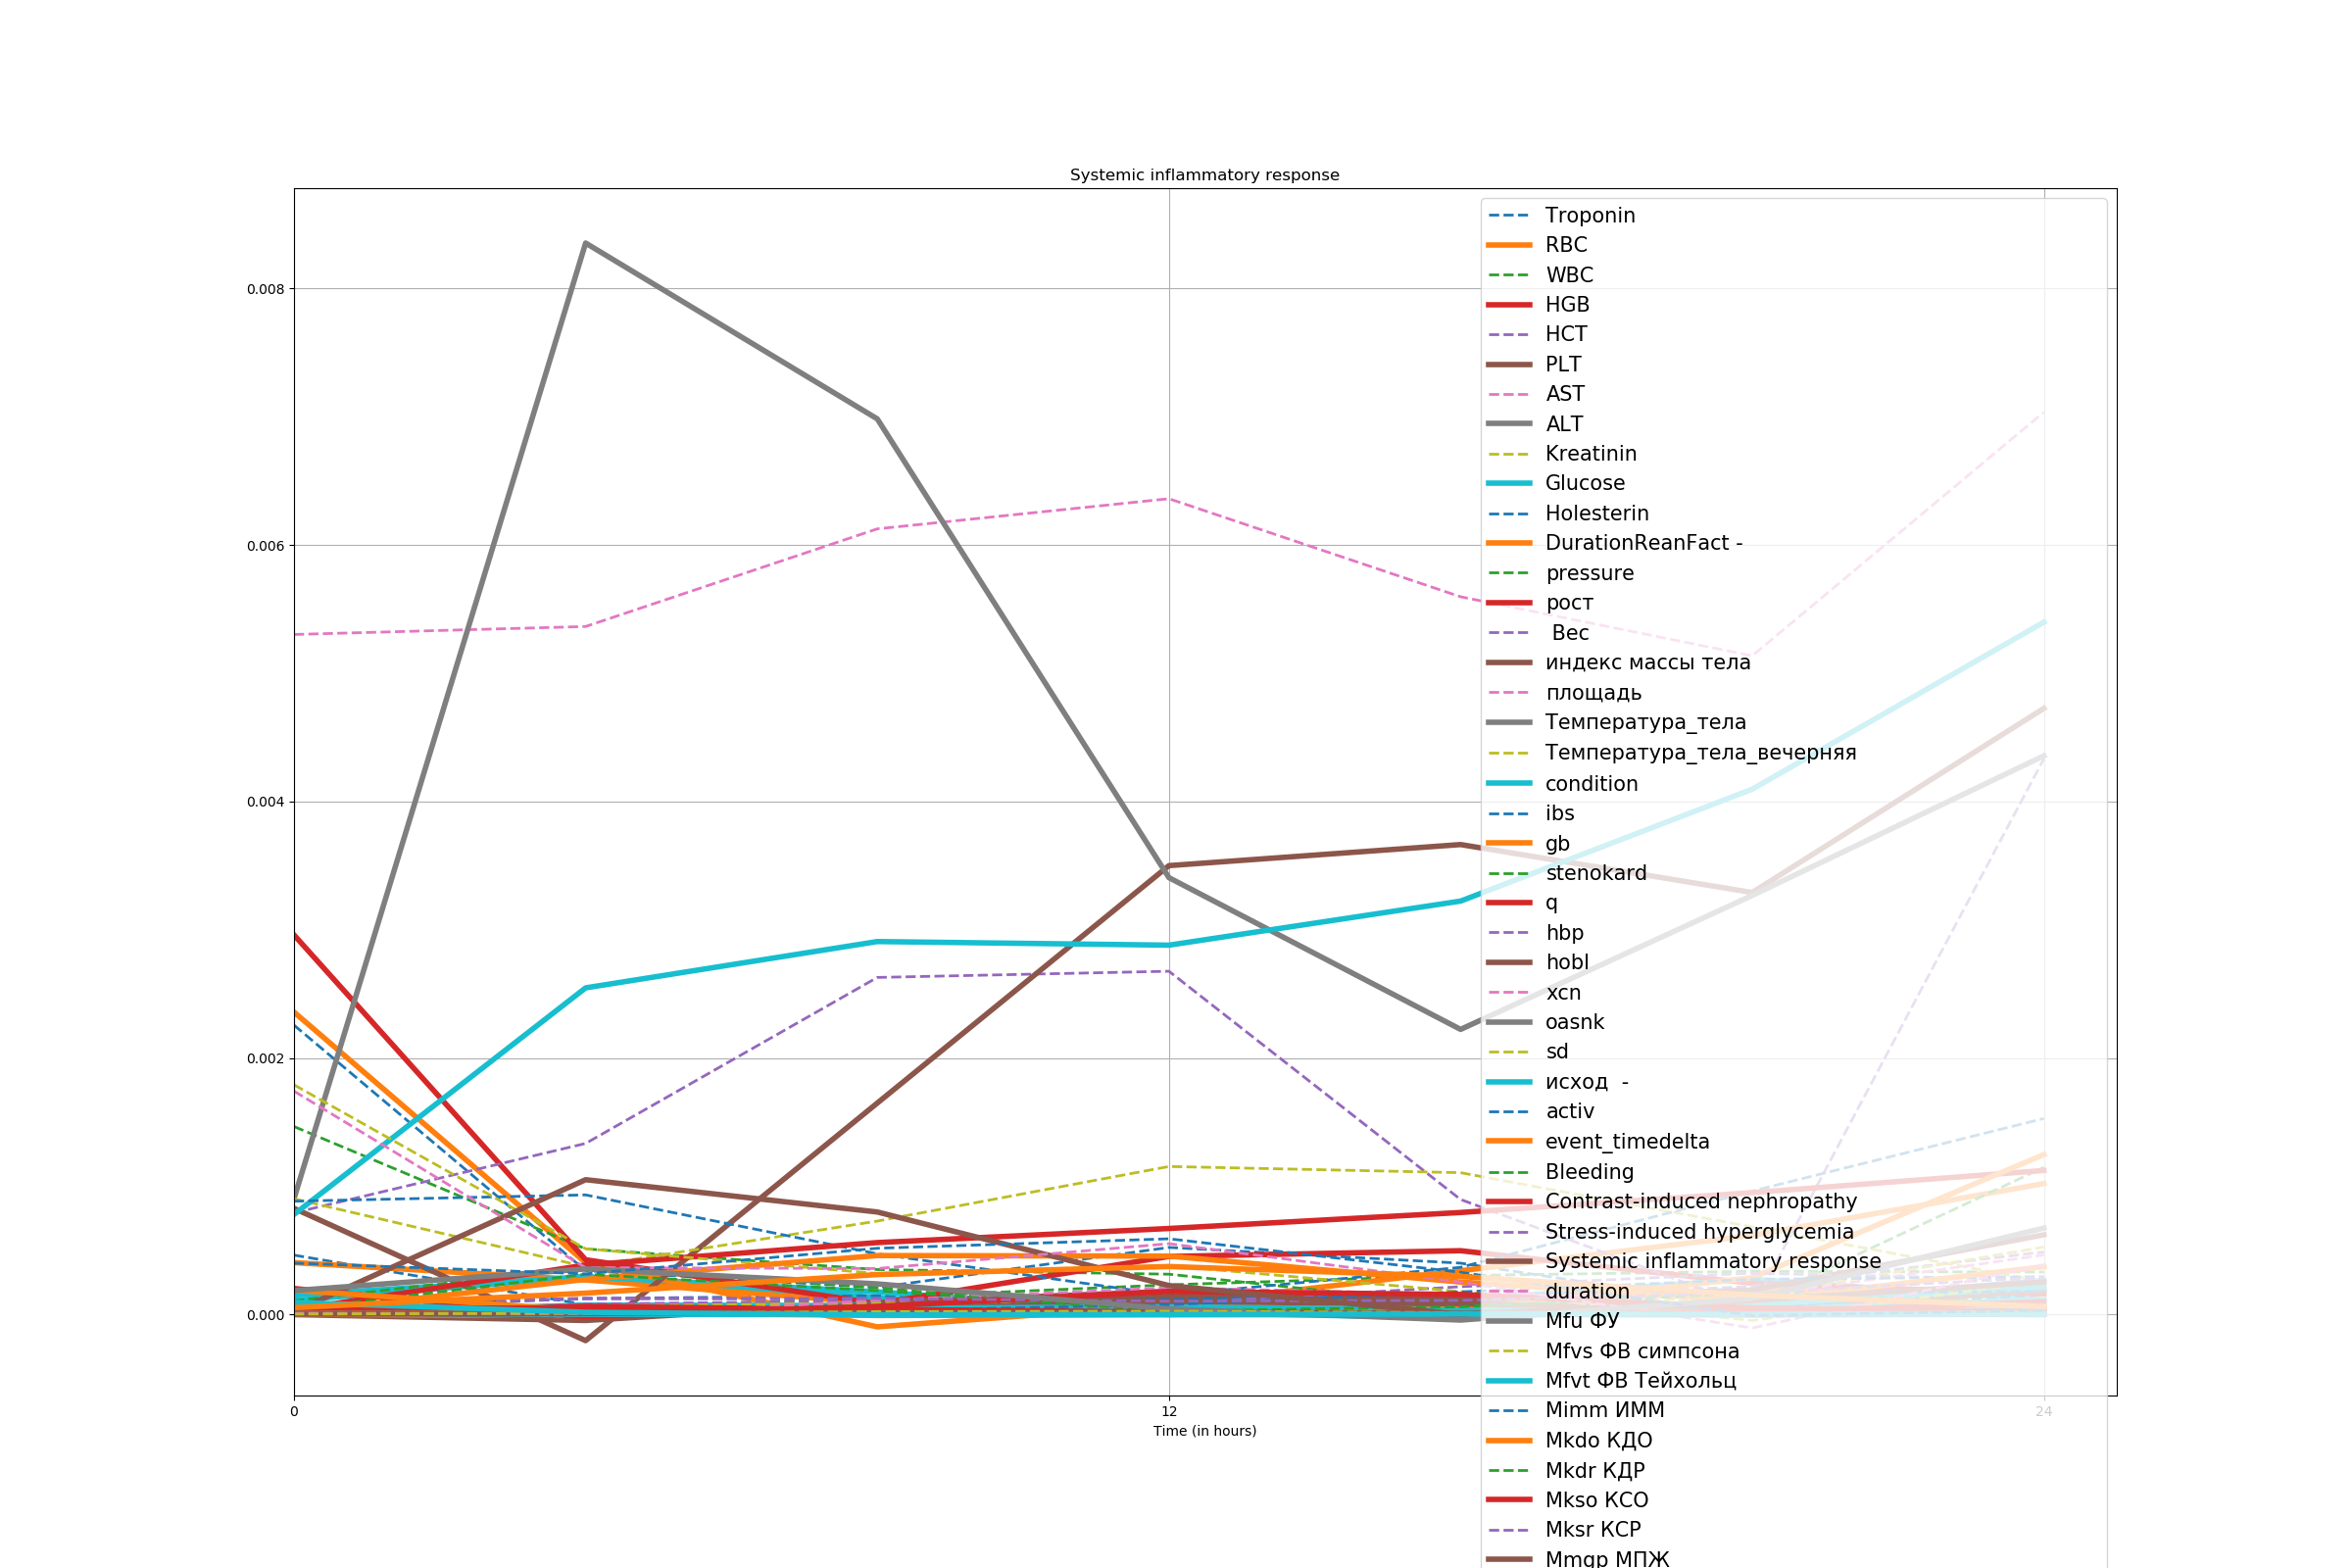 Systemic inflammatory response
0.008
0.006
0.004
0.002
0.000
0
12
24
Time (in hours)
Troponin
RBC
WBC
HGB
HCT
PLT
AST
ALT
Kreatinin
Glucose
Holesterin
DurationReanFact -
pressure
рост
Вес
индекс массы тела
площадь
Температура_тела
Температура_тела_вечерняя
condition
ibs
gb
stenokard
q
hbp
hobl
xcn
oasnk
sd
исход -
activ
event_timedelta
Bleeding
Contrast-induced nephropathy
Stress-induced hyperglycemia
Systemic inflammatory response
duration
Mfu ФУ
Mfvs ФВ симпсона
Mfvt ФВ Тейхольц
Mimm ИММ
Mkdo КДО
Mkdr КДР
Mkso КСО
Mksr КСР
Mmgp МПЖ